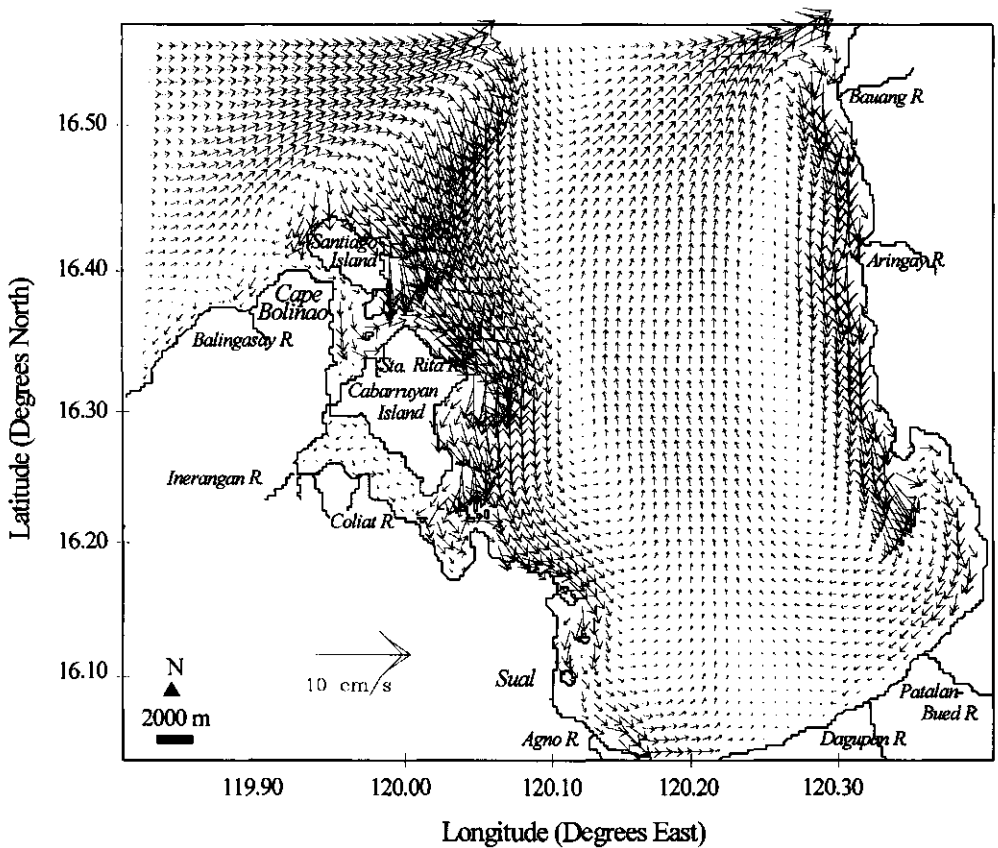 16.50
16.40
16.30
16.20
16.10
Latitude (Degrees North)
Bauang R
Santiago
Island
Aringay R.
Cape
Bolinao
Balingasay R
Sta. Rita R
Cabarruyan
Island
Inerangan R
Coliat R
10 cm/s
N
2000 m
Sual
Agno R
Patalan-
Bued R
Dagupan R
119.90
120.00
120.10
120.20
120.30
Longitude (Degrees East)